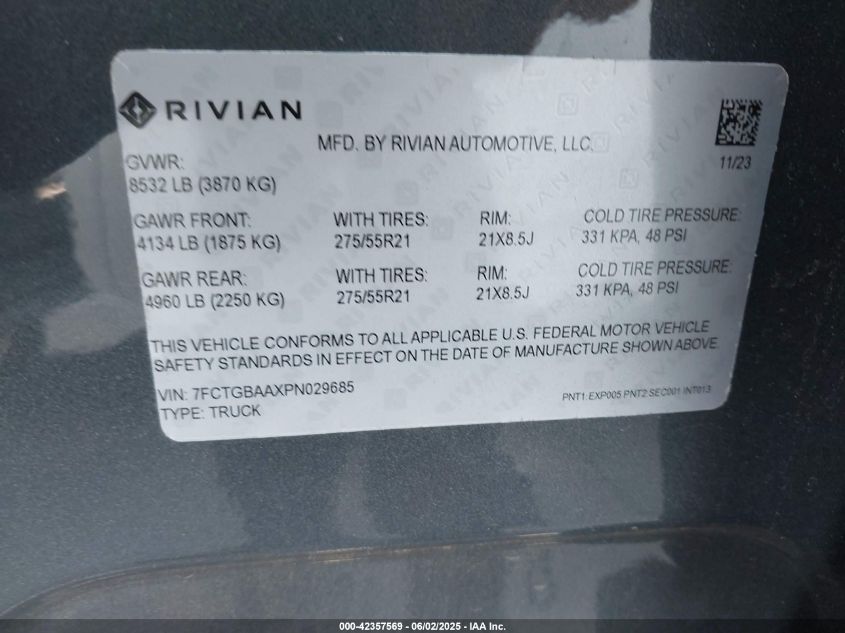 RIVIAN
MFD. BY RIVIAN AUTOMOTIVE, LLC.
11/23
GVWR:
8532 LB (3870 KG)
GAWR FRONT: WITH TIRES: RIM: COLD TIRE PRESSURE:
4134 LB (1875 KG) 275/55R21 21X8.5J 331 KPA, 48 PSI
GAWR REAR: WITH TIRES: RIM: COLD TIRE PRESSURE:
4960 LB (2250 KG) 275/55R21 21X8.5J 331 KPA, 48 PSI
THIS VEHICLE CONFORMS TO ALL APPLICABLE U.S. FEDERAL MOTOR VEHICLE
SAFETY STANDARDS IN EFFECT ON THE DATE OF MANUFACTURE SHOWN ABOVE.
VIN: 7FCTGBAAXPN029685
TYPE: TRUCK
PNT1: EXP005 PNT2: SEC001 INT013
000-42357569 - 06/02/2025 - IAA Inc.